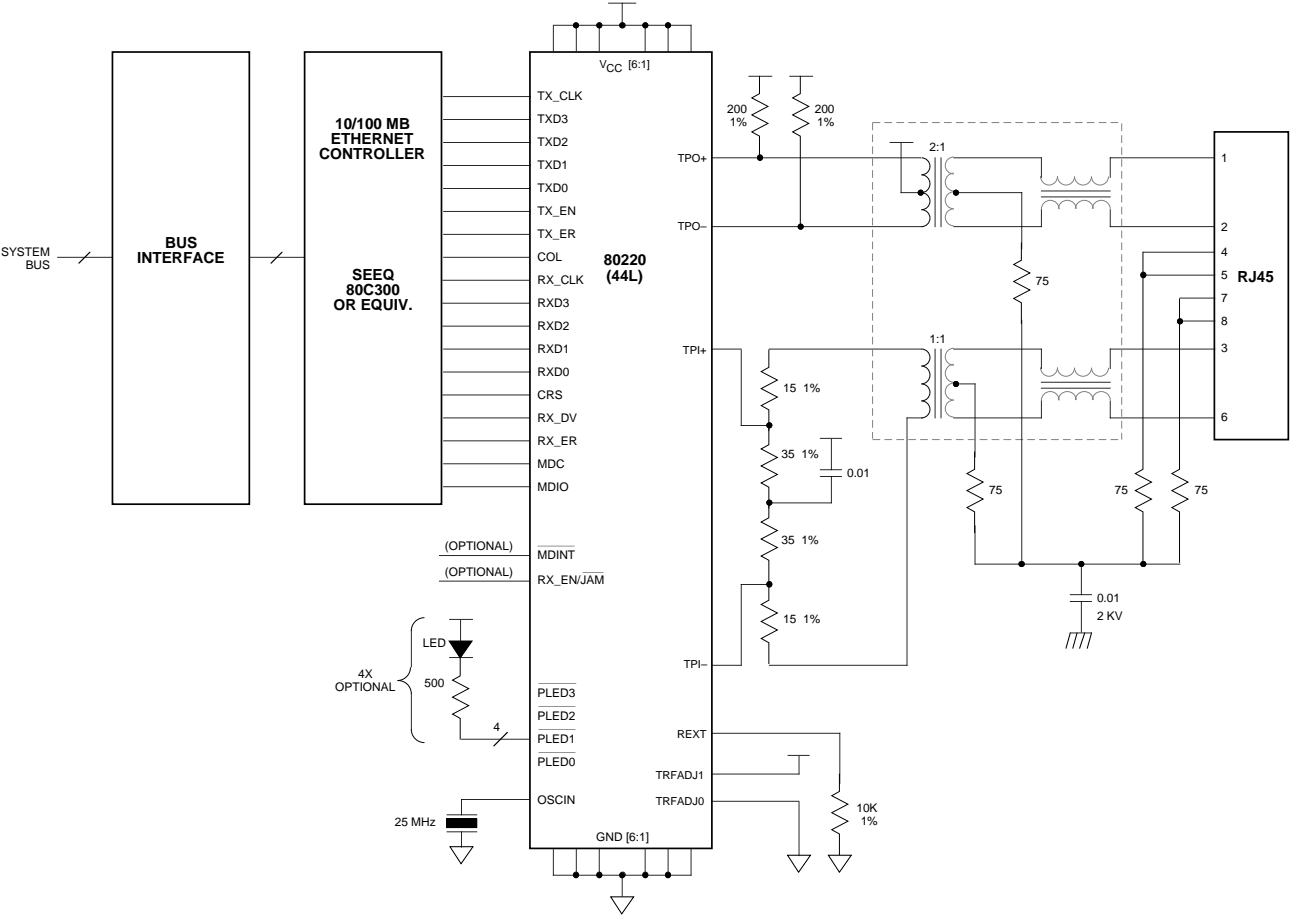 V_CC [6:1]
10/100 MB
ETHERNET
CONTROLLER
SEEQ
80C300
OR EQUIV.
BUS
INTERFACE
SYSTEM
BUS
TX_CLK
TXD3
TXD2
TXD1
TXD0
TX_EN
TX_ER
COL
RX_CLK
RXD3
RXD2
RXD1
RXD0
CRS
RX_DV
RX_ER
MDC
MDIO
(OPTIONAL)
MDINT
(OPTIONAL)
RX_EN/JAM
LED
4X
OPTIONAL
500
4
PLED3
PLED2
PLED1
PLED0
OSCIN
25 MHz
GND [6:1]
80220
(44L)
TPO+
TPO–
TPI+
TPI–
REXT
TRFADJ1
TRFADJ0
200
1%
200
1%
2:1
75
1:1
15 1%
35 1%
0.01
35 1%
15 1%
75
75
75
0.01
2 KV
10K
1%
1
2
4
5
7
8
3
6
RJ45